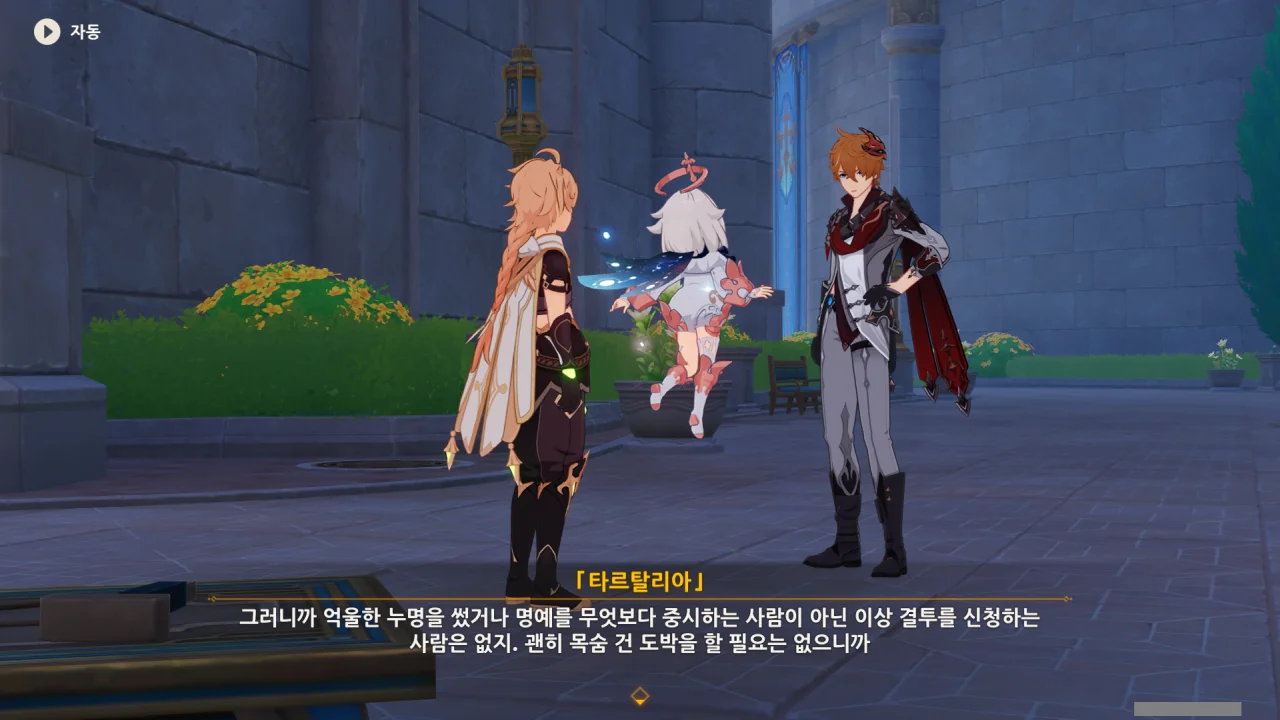 자동
「타르탈리아」
그러니까 억울한 누명을 썼거나 명예를 무엇보다 중시하는 사람이 아닌 이상 결투를 신청하는
사람은 없지. 괜히 목숨 건 도박을 할 필요는 없으니까